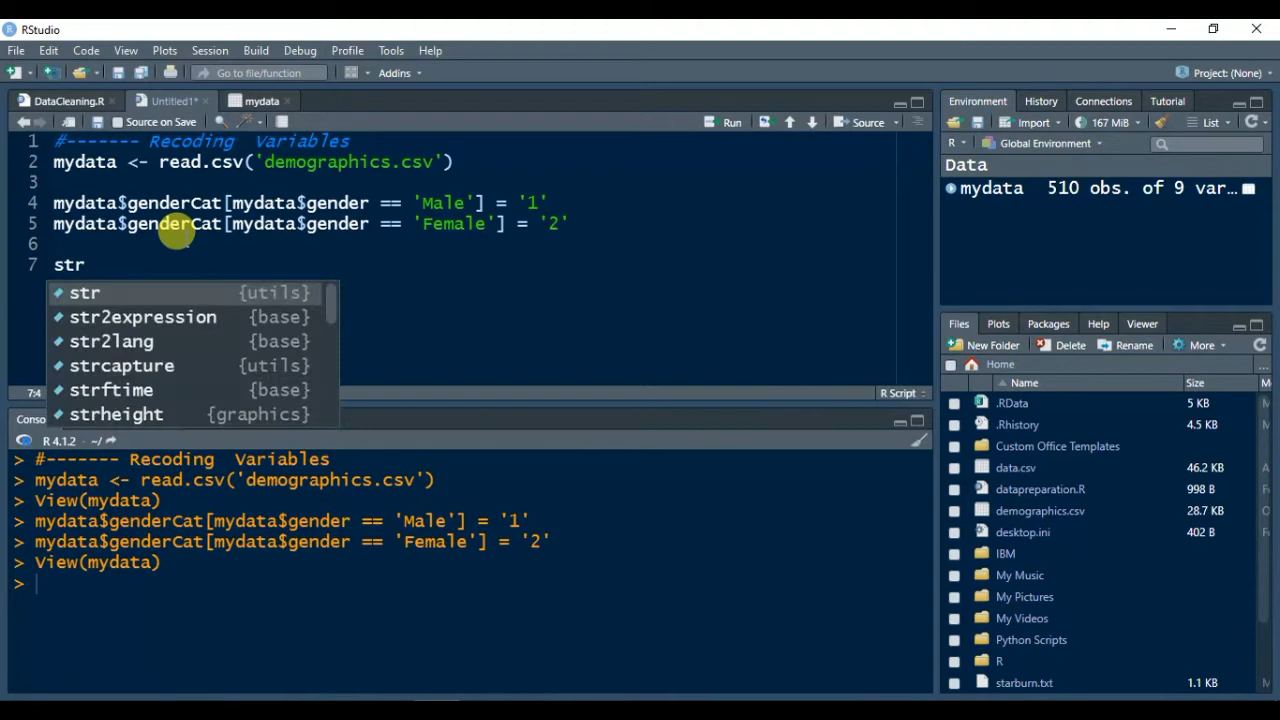 RStudio
File Edit Code View Plots Session Build Debug Profile Tools Help
Go to file/function Addins Project: (None)
DataCleaning.R Untitled1* mydata
Source on Save Run Source
1 #------- Recoding Variables
2 mydata <- read.csv('demographics.csv')
3
4 mydata$genderCat[mydata$gender == 'Male'] = '1'
5 mydata$genderCat[mydata$gender == 'Female'] = '2'
6
7 str
str {utils}
str2expression {base}
str2lang {base}
strcapture {utils}
strftime {base}
strheight {graphics}
7:4 R Script
Conso
R 4.1.2 · ~/
> #------- Recoding Variables
> mydata <- read.csv('demographics.csv')
> View(mydata)
> mydata$genderCat[mydata$gender == 'Male'] = '1'
> mydata$genderCat[mydata$gender == 'Female'] = '2'
> View(mydata)
>
Environment History Connections Tutorial
Import 167 MiB List
R Global Environment
Data
mydata 510 obs. of 9 var…
Files Plots Packages Help Viewer
New Folder Delete Rename More
Home ...
Name Size M
.RData 5 KB
.Rhistory 4.5 KB
Custom Office Templates
data.csv 46.2 KB
datapreparation.R 998 B
demographics.csv 28.7 KB
desktop.ini 402 B
IBM
My Music
My Pictures
My Videos
Python Scripts
R
starburn.txt 1.1 KB